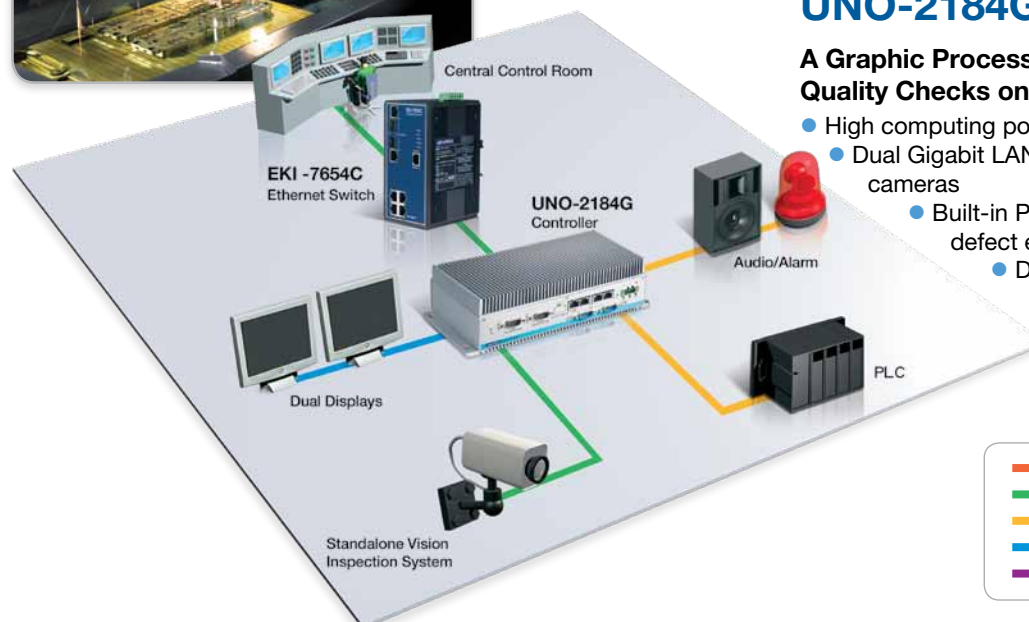 UNO-2184G
A Graphic Process
Quality Checks on
High computing po
Dual Gigabit LAN
cameras
Built-in P
defect e
D
Central Control Room
EKI -7654C
Ethernet Switch
UNO-2184G
Controller
Audio/Alarm
PLC
Dual Displays
Standalone Vision
Inspection System